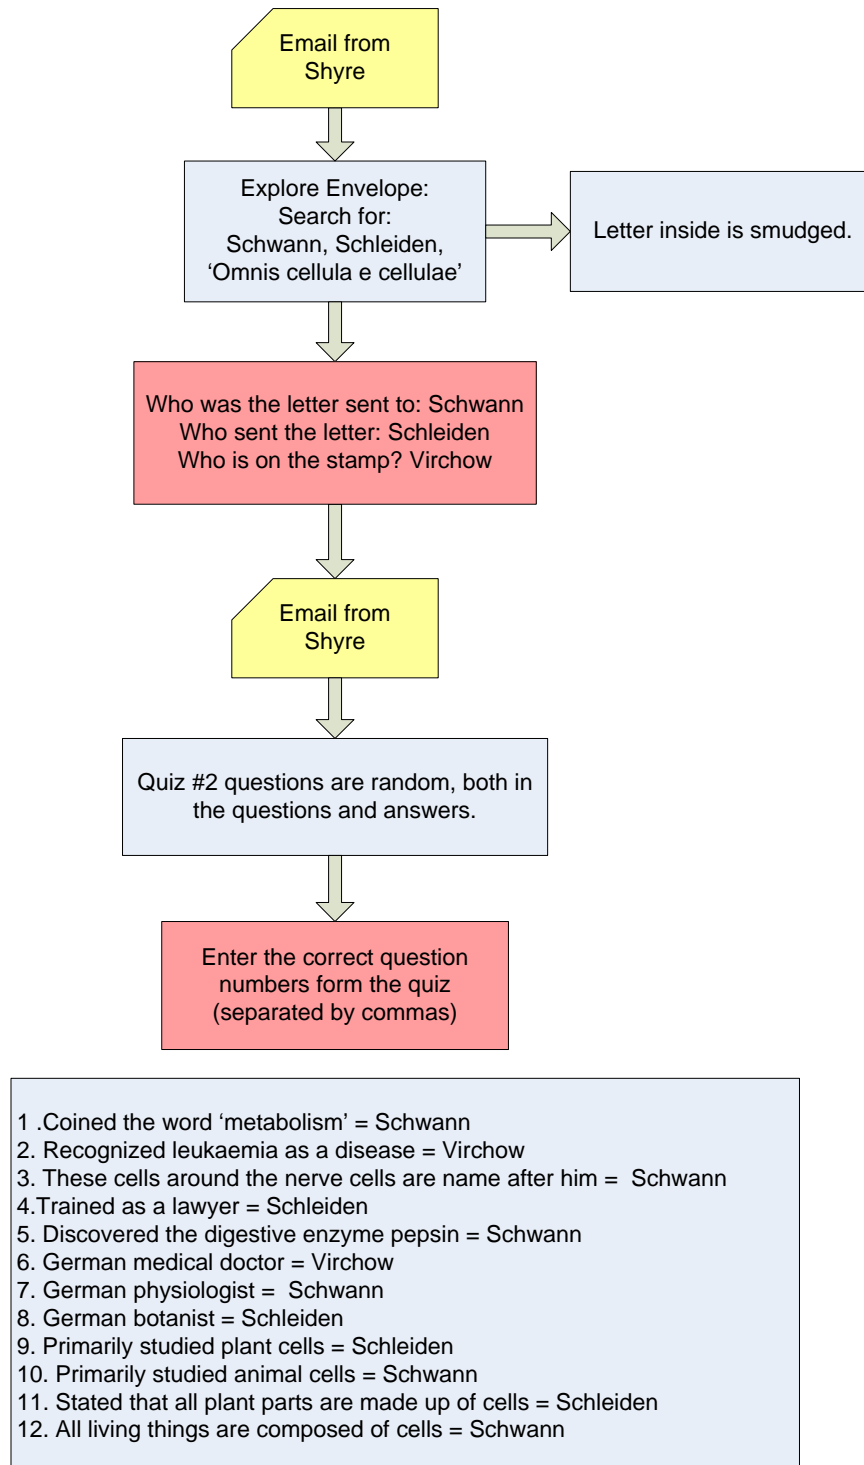 Email from
Shyre
Explore Envelope:
Search for:
Schwann, Schleiden,
‘Omnis cellula e cellulae’
Letter inside is smudged.
Who was the letter sent to: Schwann
Who sent the letter: Schleiden
Who is on the stamp? Virchow
Email from
Shyre
Quiz #2 questions are random, both in
the questions and answers.
Enter the correct question
numbers form the quiz
(separated by commas)
1 .Coined the word ‘metabolism’ = Schwann
2. Recognized leukaemia as a disease = Virchow
3. These cells around the nerve cells are name after him =  Schwann
4.Trained as a lawyer = Schleiden
5. Discovered the digestive enzyme pepsin = Schwann
6. German medical doctor = Virchow
7. German physiologist =  Schwann
8. German botanist = Schleiden
9. Primarily studied plant cells = Schleiden
10. Primarily studied animal cells = Schwann
11. Stated that all plant parts are made up of cells = Schleiden
12. All living things are composed of cells = Schwann